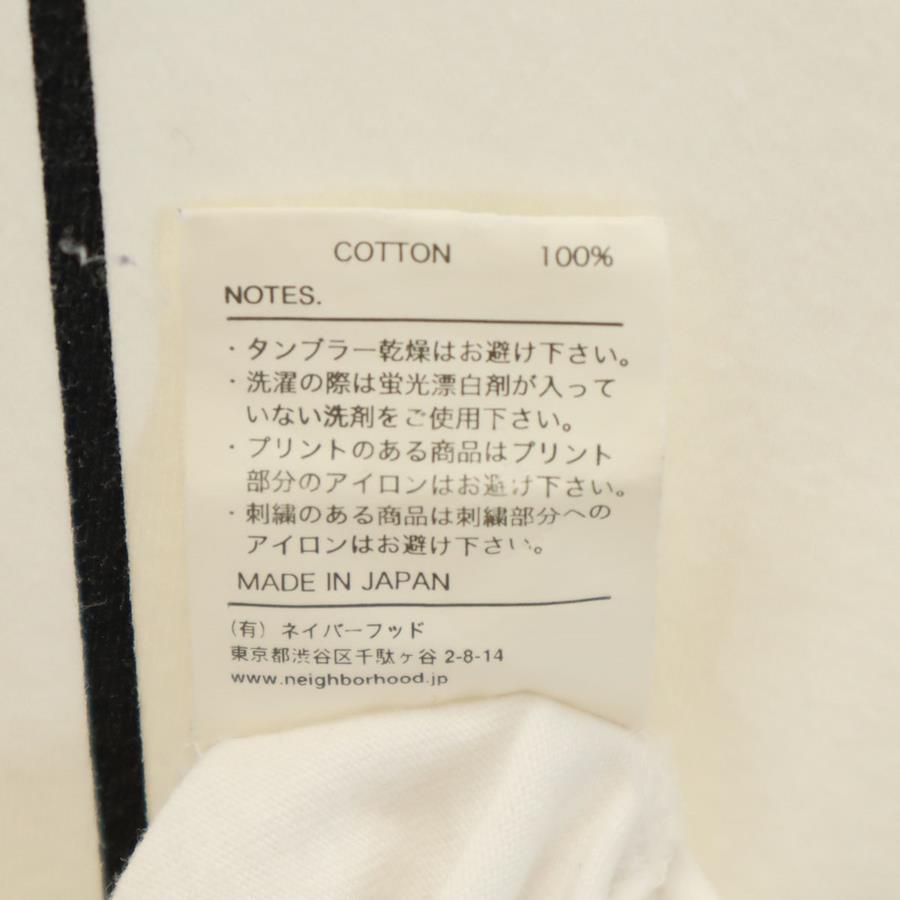 COTTON 100%
NOTES.
・タンブラー乾燥はお避け下さい。
・洗濯の際は蛍光漂白剤が入って
いない洗剤をご使用下さい。
・プリントのある商品はプリント
部分のアイロンはお避け下さい。
・刺繍のある商品は刺繍部分への
アイロンはお避け下さい。
MADE IN JAPAN
(有) ネイバーフッド
東京都渋谷区千駄ヶ谷 2-8-14
www.neighborhood.jp